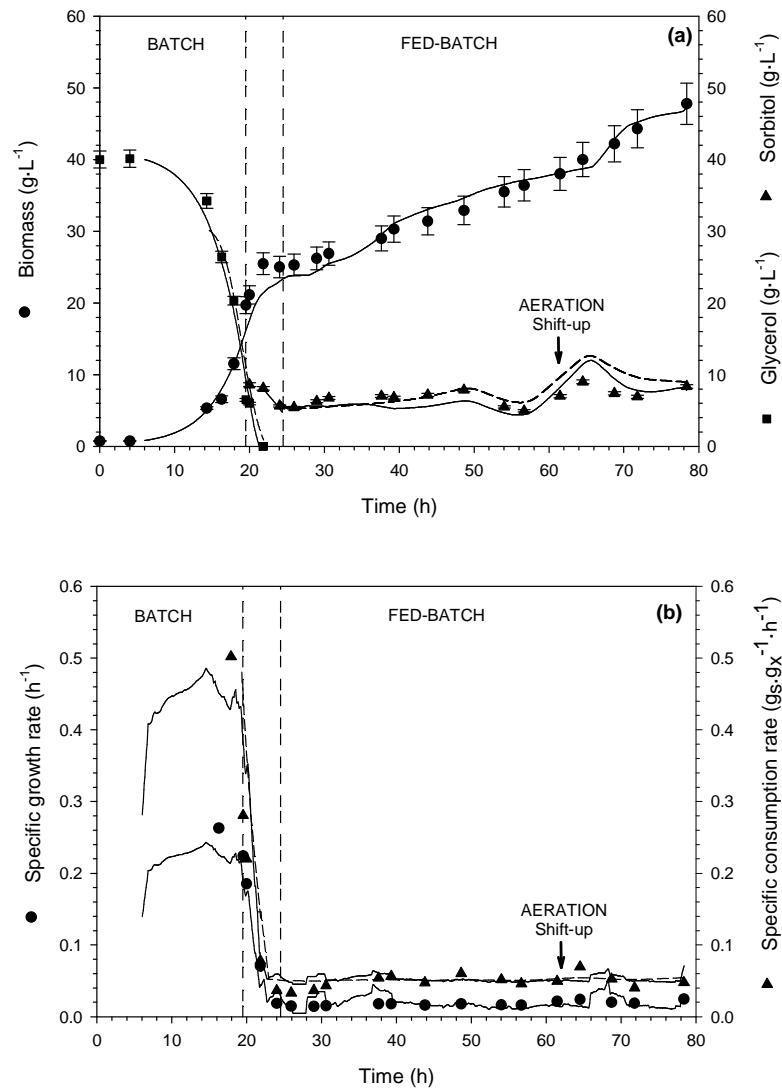 (a)
BATCH
FED-BATCH
AERATION
Shift-up
Biomass (g·L⁻¹)
Sorbitol (g·L⁻¹)
Glycerol (g·L⁻¹)
60
50
40
30
20
10
0
60
50
40
30
20
10
0
0 10 20 30 40 50 60 70 80
Time (h)
(b)
BATCH
FED-BATCH
AERATION
Shift-up
Specific growth rate (h⁻¹)
Specific consumption rate (gₛ·gₓ⁻¹·h⁻¹)
0.6
0.5
0.4
0.3
0.2
0.1
0.0
0.6
0.5
0.4
0.3
0.2
0.1
0.0
0 10 20 30 40 50 60 70 80
Time (h)